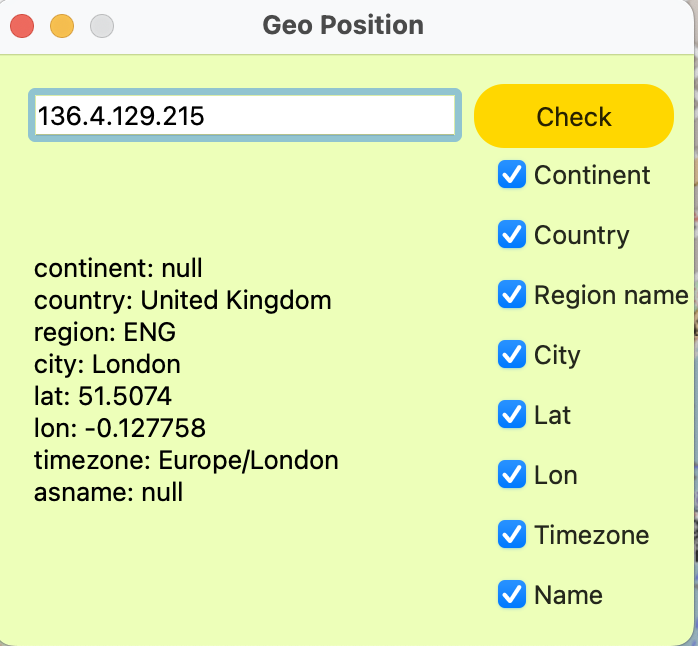 Geo Position
136.4.129.215
Check
Continent
Country
Region name
City
Lat
Lon
Timezone
Name
continent: null
country: United Kingdom
region: ENG
city: London
lat: 51.5074
lon: -0.127758
timezone: Europe/London
asname: null